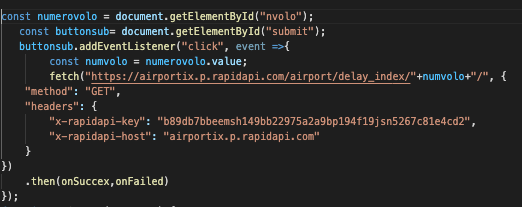 const numerovolo = document.getElementById("nvolo");
const buttonsub= document.getElementById("submit");
buttonsub.addEventListener("click", event =>{
const numvolo = numerovolo.value;
fetch("https://airportix.p.rapidapi.com/airport/delay_index/"+numvolo+"/", {
"method": "GET",
"headers": {
"x-rapidapi-key": "b89db7bbeemsh149bb22975a2a9bp194f19jsn5267c81e4cd2",
"x-rapidapi-host": "airportix.p.rapidapi.com"
}
})
.then(onSuccex,onFailed)
});